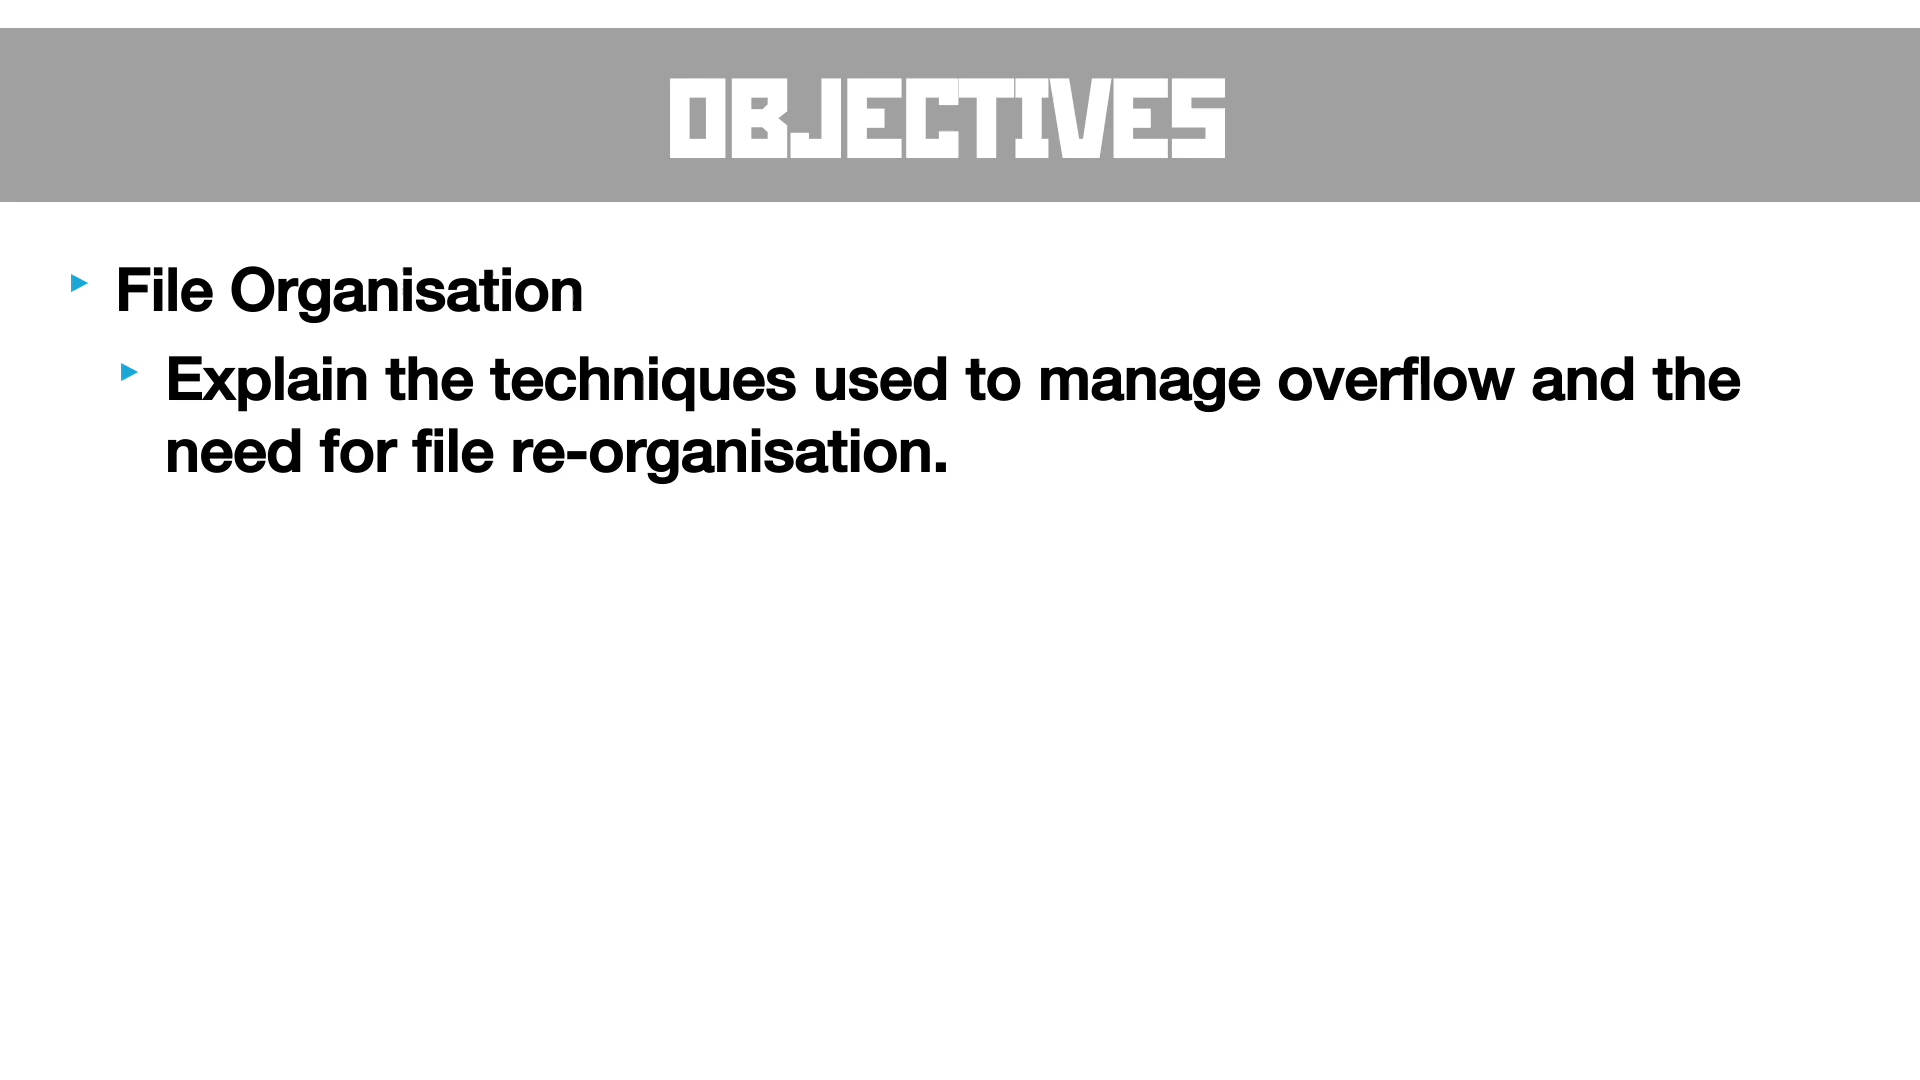 OBJECTIVES
File Organisation
Explain the techniques used to manage overflow and the
need for file re-organisation.